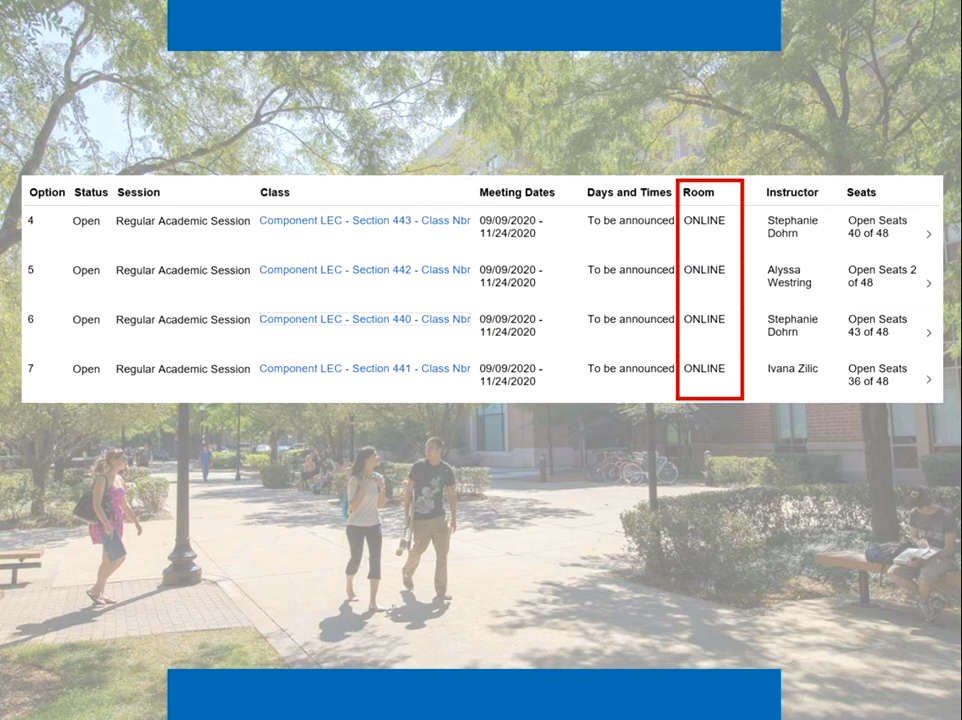 Option Status Session Class Meeting Dates Days and Times Room Instructor Seats
4 Open Regular Academic Session Component LEC - Section 443 - Class Nbr 09/09/2020 - To be announced ONLINE Stephanie Open Seats
11/24/2020 Dohrn 40 of 48
5 Open Regular Academic Session Component LEC - Section 442 - Class Nbr 09/09/2020 - To be announced ONLINE Alyssa Open Seats 2
11/24/2020 Westring of 48
6 Open Regular Academic Session Component LEC - Section 440 - Class Nbr 09/09/2020 - To be announced ONLINE Stephanie Open Seats
11/24/2020 Dohrn 43 of 48
7 Open Regular Academic Session Component LEC - Section 441 - Class Nbr 09/09/2020 - To be announced ONLINE Ivana Zilic Open Seats
11/24/2020 36 of 48